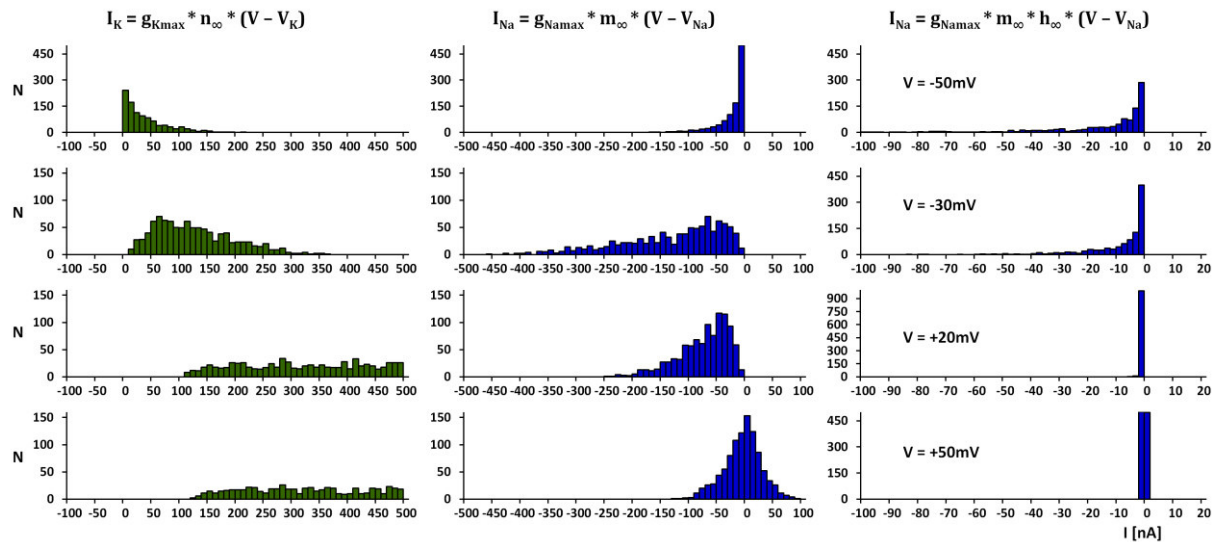 I_K = g_Kmax * n_∞ * (V – V_K)
I_Na = g_Namax * m_∞ * (V – V_Na)
I_Na = g_Namax * m_∞ * h_∞ * (V – V_Na)
N
450
300
150
0
-100 -50 0 50 100 150 200 250 300 350 400 450 500
450
300
150
0
-500 -450 -400 -350 -300 -250 -200 -150 -100 -50 0 50 100
V = -50mV
450
300
150
0
-100 -90 -80 -70 -60 -50 -40 -30 -20 -10 0 10 20
N
150
100
50
0
-100 -50 0 50 100 150 200 250 300 350 400 450 500
150
100
50
0
-500 -450 -400 -350 -300 -250 -200 -150 -100 -50 0 50 100
V = -30mV
450
300
150
0
-100 -90 -80 -70 -60 -50 -40 -30 -20 -10 0 10 20
N
150
100
50
0
-100 -50 0 50 100 150 200 250 300 350 400 450 500
150
100
50
0
-500 -450 -400 -350 -300 -250 -200 -150 -100 -50 0 50 100
V = +20mV
900
750
600
450
300
150
0
-100 -90 -80 -70 -60 -50 -40 -30 -20 -10 0 10 20
N
150
100
50
0
-100 -50 0 50 100 150 200 250 300 350 400 450 500
150
100
50
0
-500 -450 -400 -350 -300 -250 -200 -150 -100 -50 0 50 100
V = +50mV
450
300
150
0
-100 -90 -80 -70 -60 -50 -40 -30 -20 -10 0 10 20
I [nA]